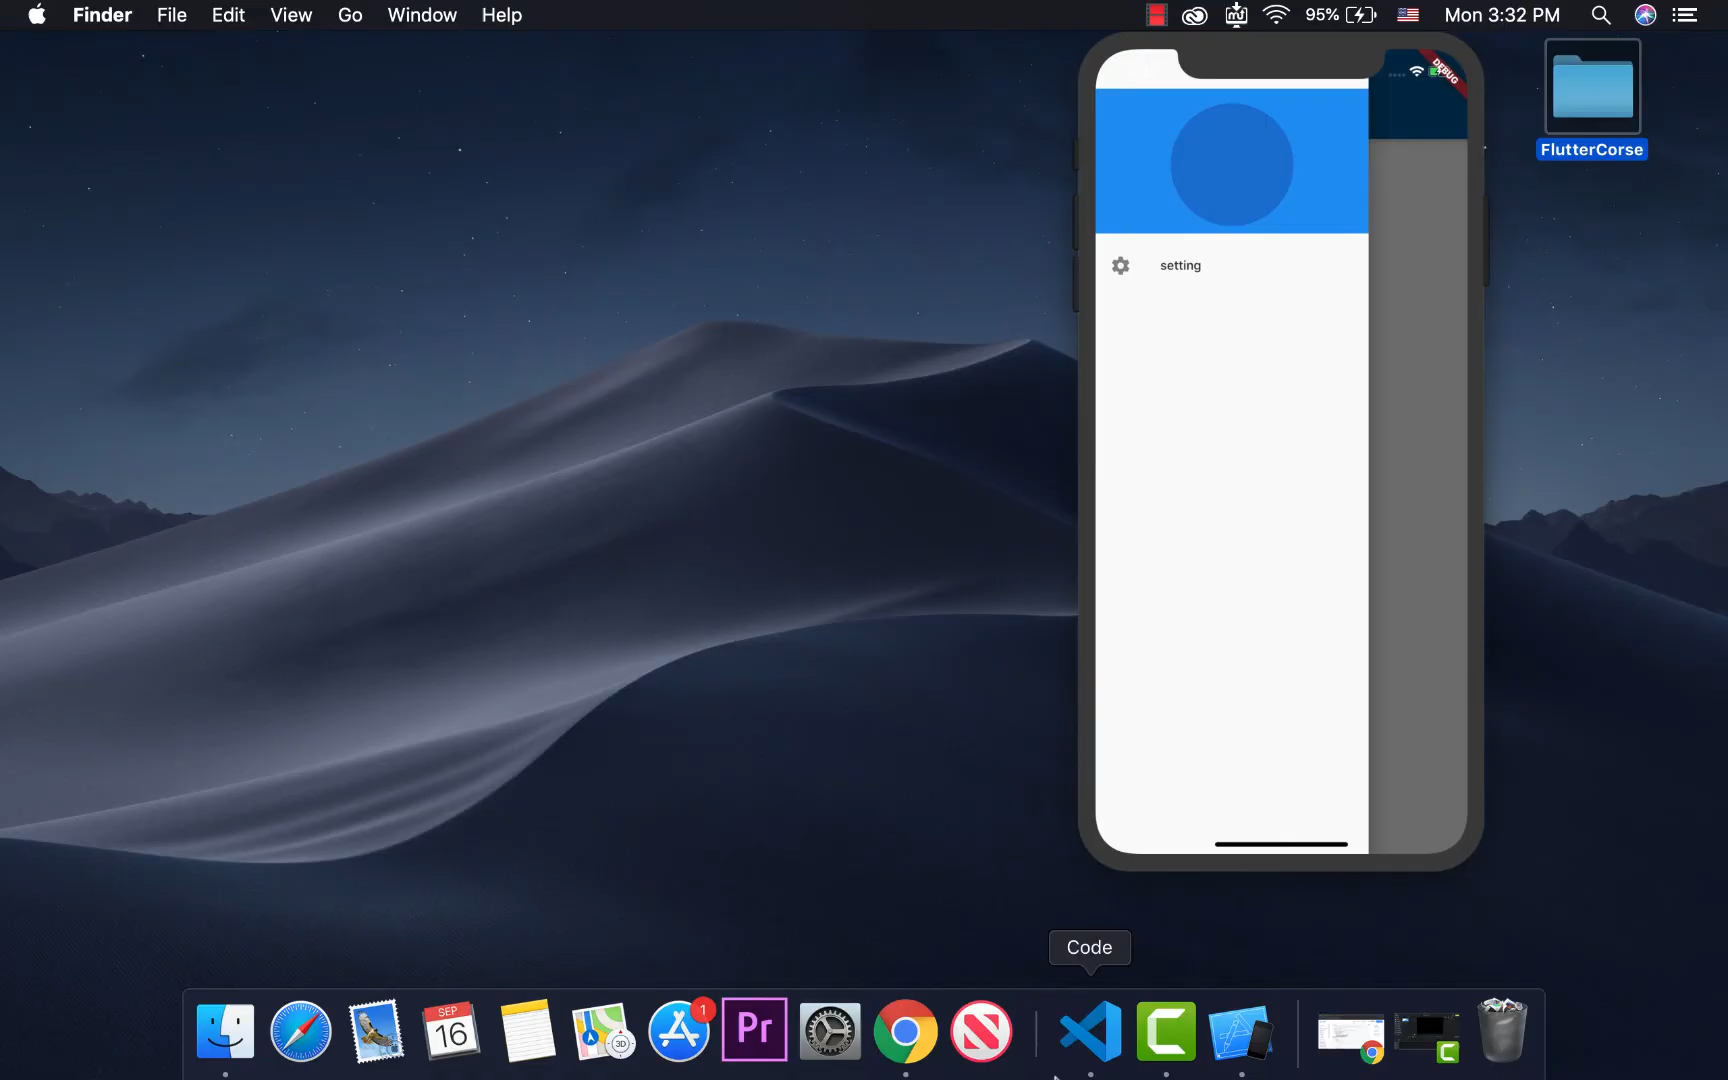 Finder File Edit View Go Window Help 95% Mon 3:32 PM
DEBUG
FlutterCorse
setting
Code
SEP
16
3D
1
Pr